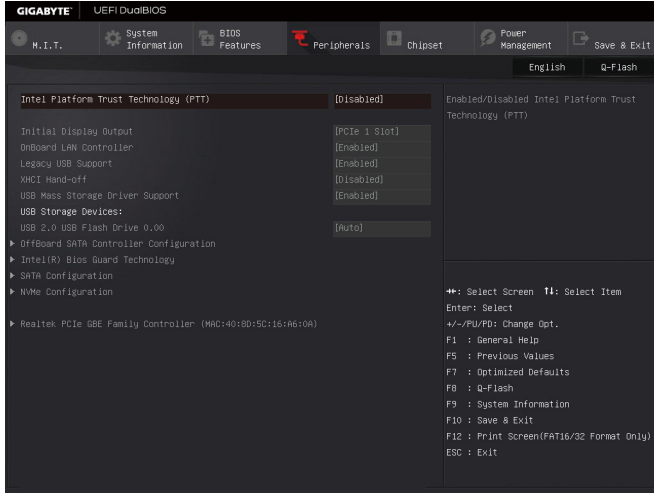 GIGABYTE™ UEFI DualBIOS
M.I.T. System Information BIOS Features Peripherals Chipset Power Management Save & Exit
English Q-Flash
Intel Platform Trust Technology (PTT) [Disabled]
Initial Display Output [PCIe 1 Slot]
OnBoard LAN Controller [Enabled]
Legacy USB Support [Enabled]
XHCI Hand-off [Disabled]
USB Mass Storage Driver Support [Enabled]
USB Storage Devices:
USB 2.0 USB Flash Drive 0.00 [Auto]
OffBoard SATA Controller Configuration
Intel(R) Bios Guard Technology
SATA Configuration
NVMe Configuration
Realtek PCIe GBE Family Controller (MAC:40:8D:5C:16:A6:0A)
Enabled/Disabled Intel Platform Trust
Technology (PTT)
→←: Select Screen ↑↓: Select Item
Enter: Select
+/-/PU/PD: Change Opt.
F1 : General Help
F5 : Previous Values
F7 : Optimized Defaults
F8 : Q-Flash
F9 : System Information
F10 : Save & Exit
F12 : Print Screen(FAT16/32 Format Only)
ESC : Exit